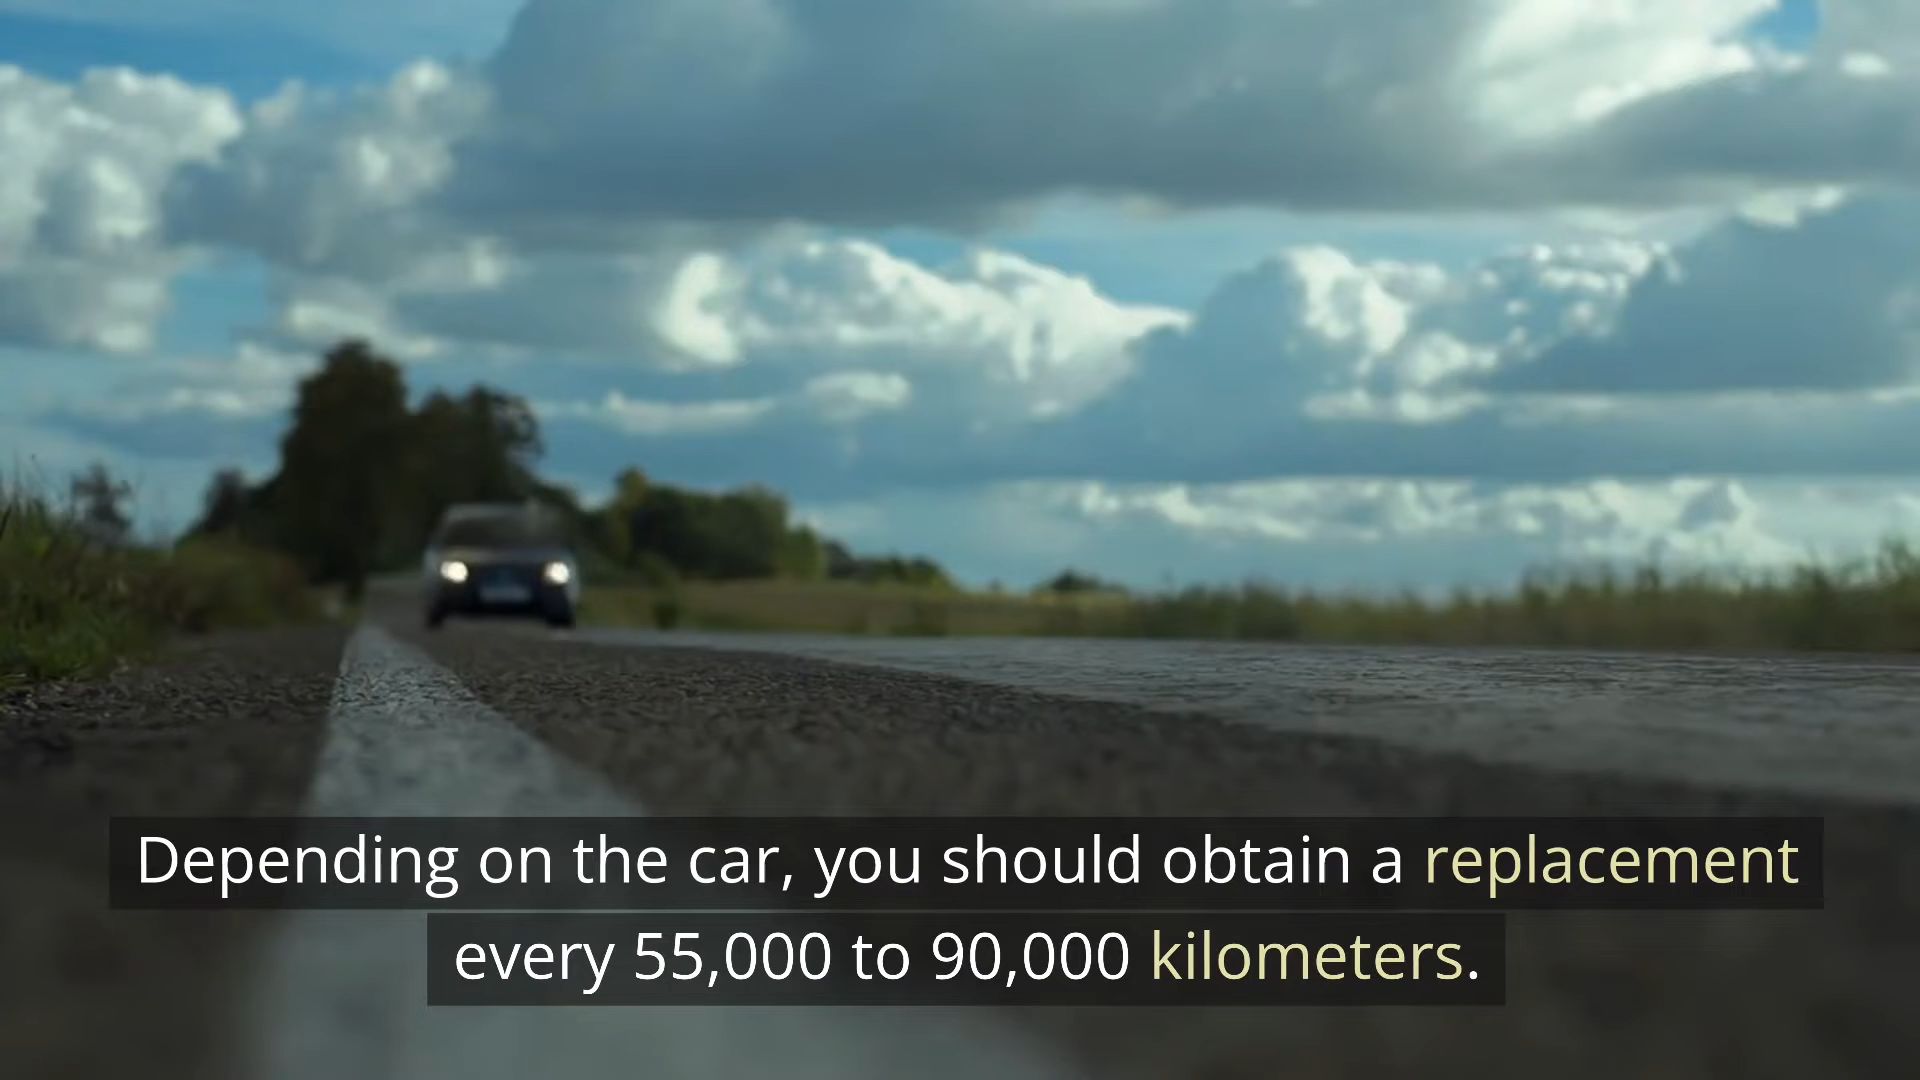 Depending on the car, you should obtain a replacement
every 55,000 to 90,000 kilometers.